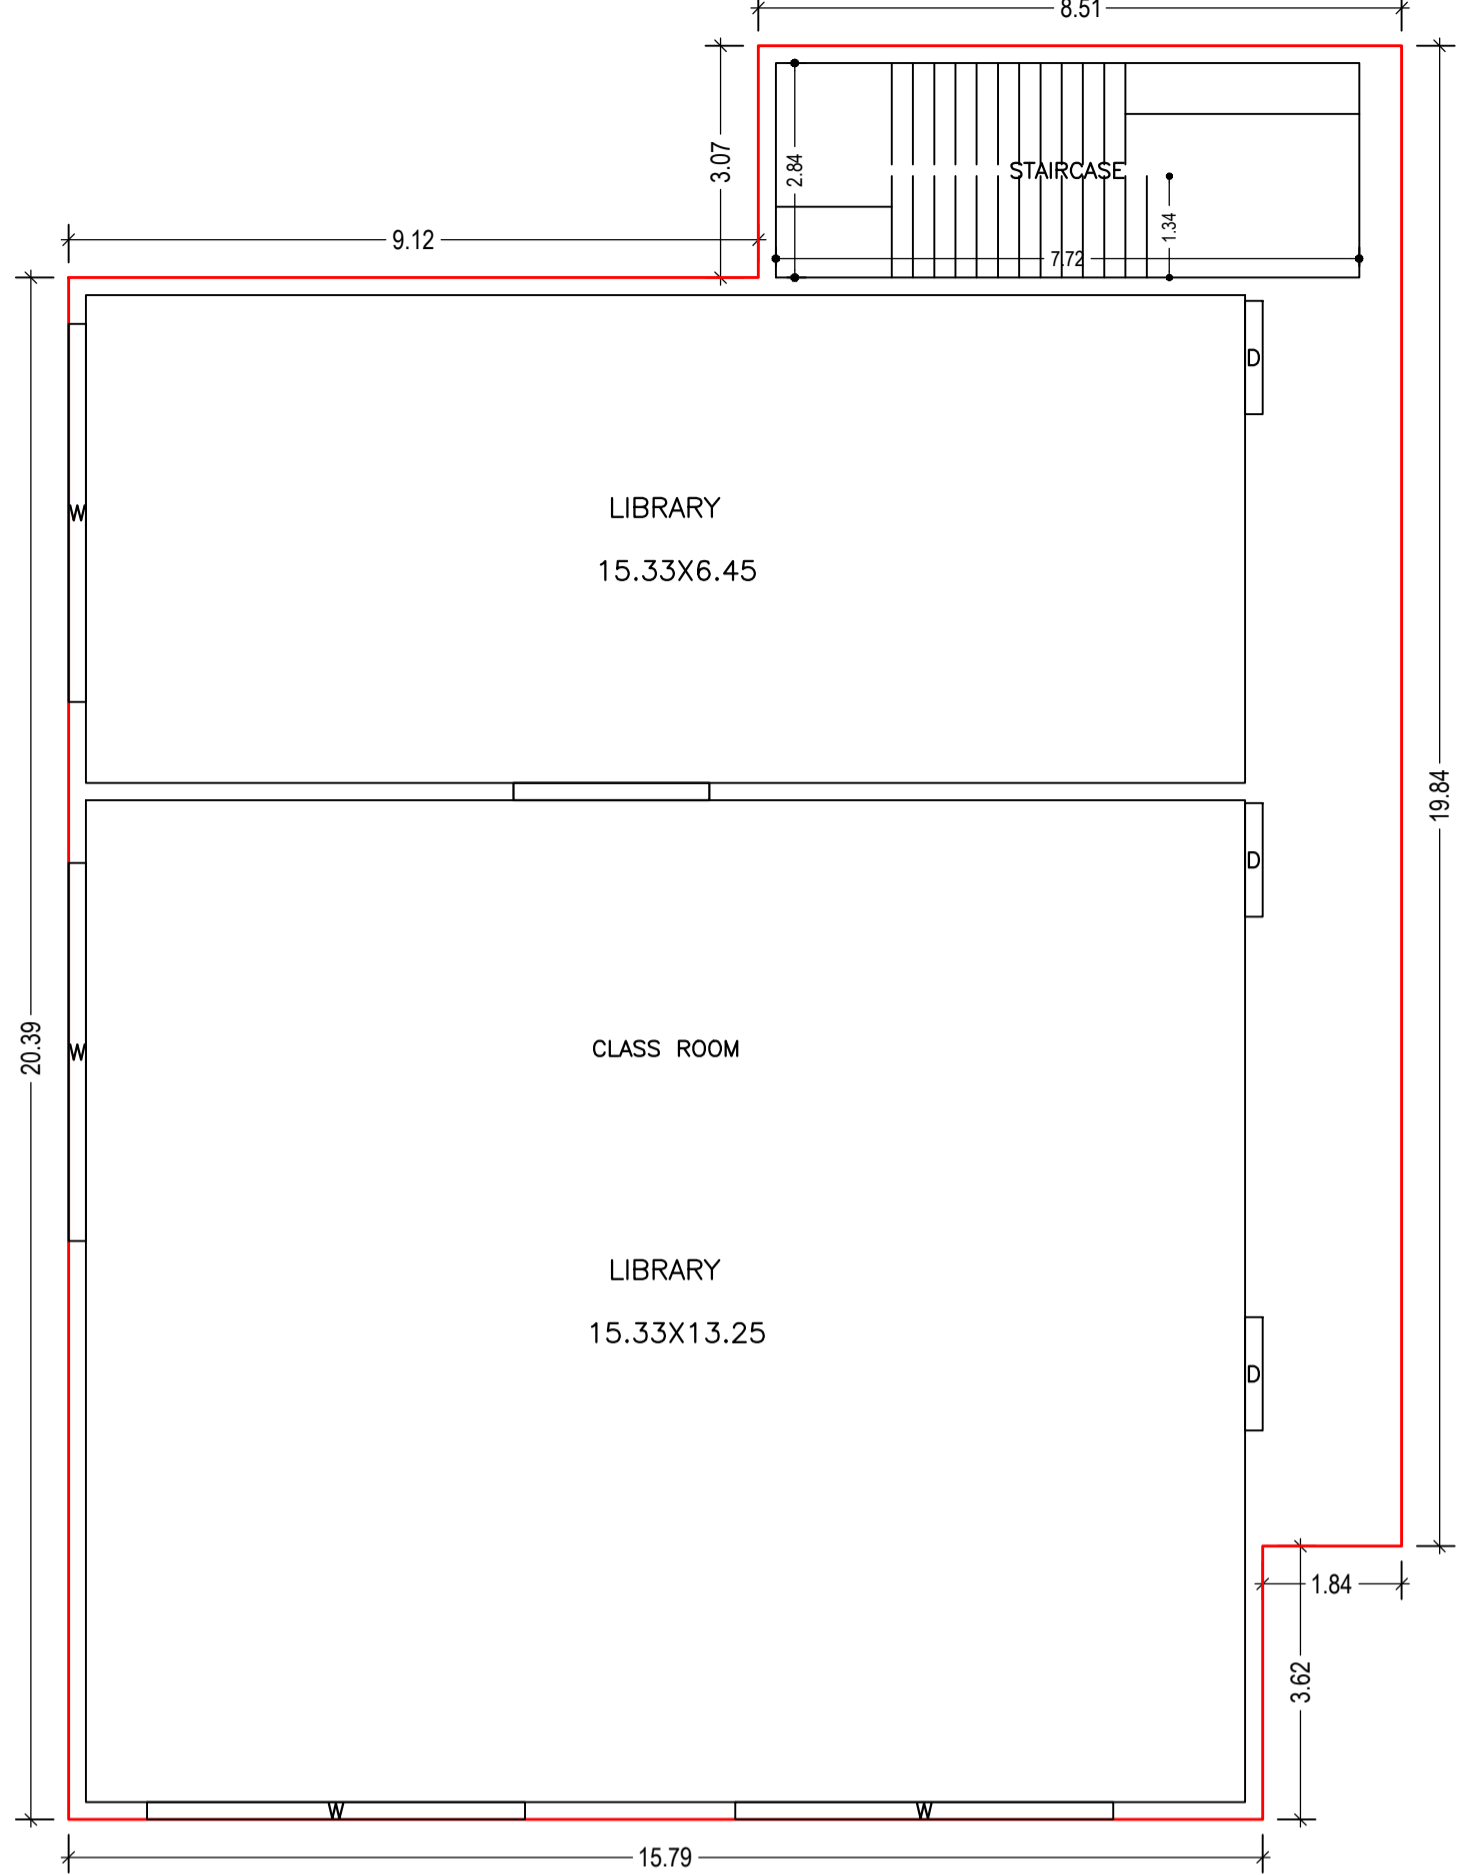 8.51
3.07
2.84
STAIRCASE
1.34
7.72
9.12
D
W
LIBRARY
15.33X6.45
19.84
D
20.39
W
CLASS ROOM
LIBRARY
15.33X13.25
D
1.84
3.62
W
W
15.79